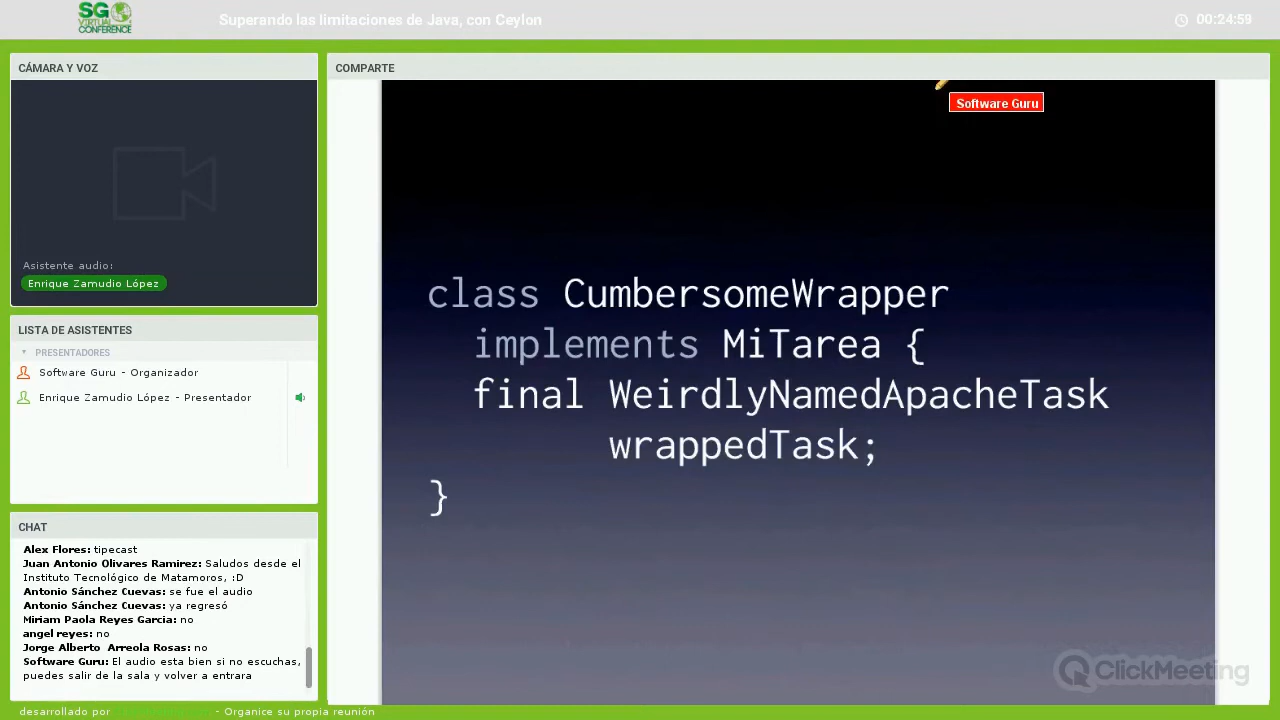 SG
VIRTUAL
CONFERENCE
Superando las limitaciones de Java, con Ceylon
00:24:59
CÁMARA Y VOZ
Asistente audio:
Enrique Zamudio López
LISTA DE ASISTENTES
PRESENTADORES
Software Guru - Organizador
Enrique Zamudio López - Presentador
CHAT
Alex Flores: tipecast
Juan Antonio Olivares Ramirez: Saludos desde el
Instituto Tecnológico de Matamoros, :D
Antonio Sánchez Cuevas: se fue el audio
Antonio Sánchez Cuevas: ya regresó
Miriam Paola Reyes Garcia: no
angel reyes: no
Jorge Alberto Arreola Rosas: no
Software Guru: El audio esta bien si no escuchas,
puedes salir de la sala y volver a entrara
desarrollado por - Organice su propia reunión
COMPARTE
Software Guru
class CumbersomeWrapper
implements MiTarea {
final WeirdlyNamedApacheTask
wrappedTask;
}
ClickMeeting